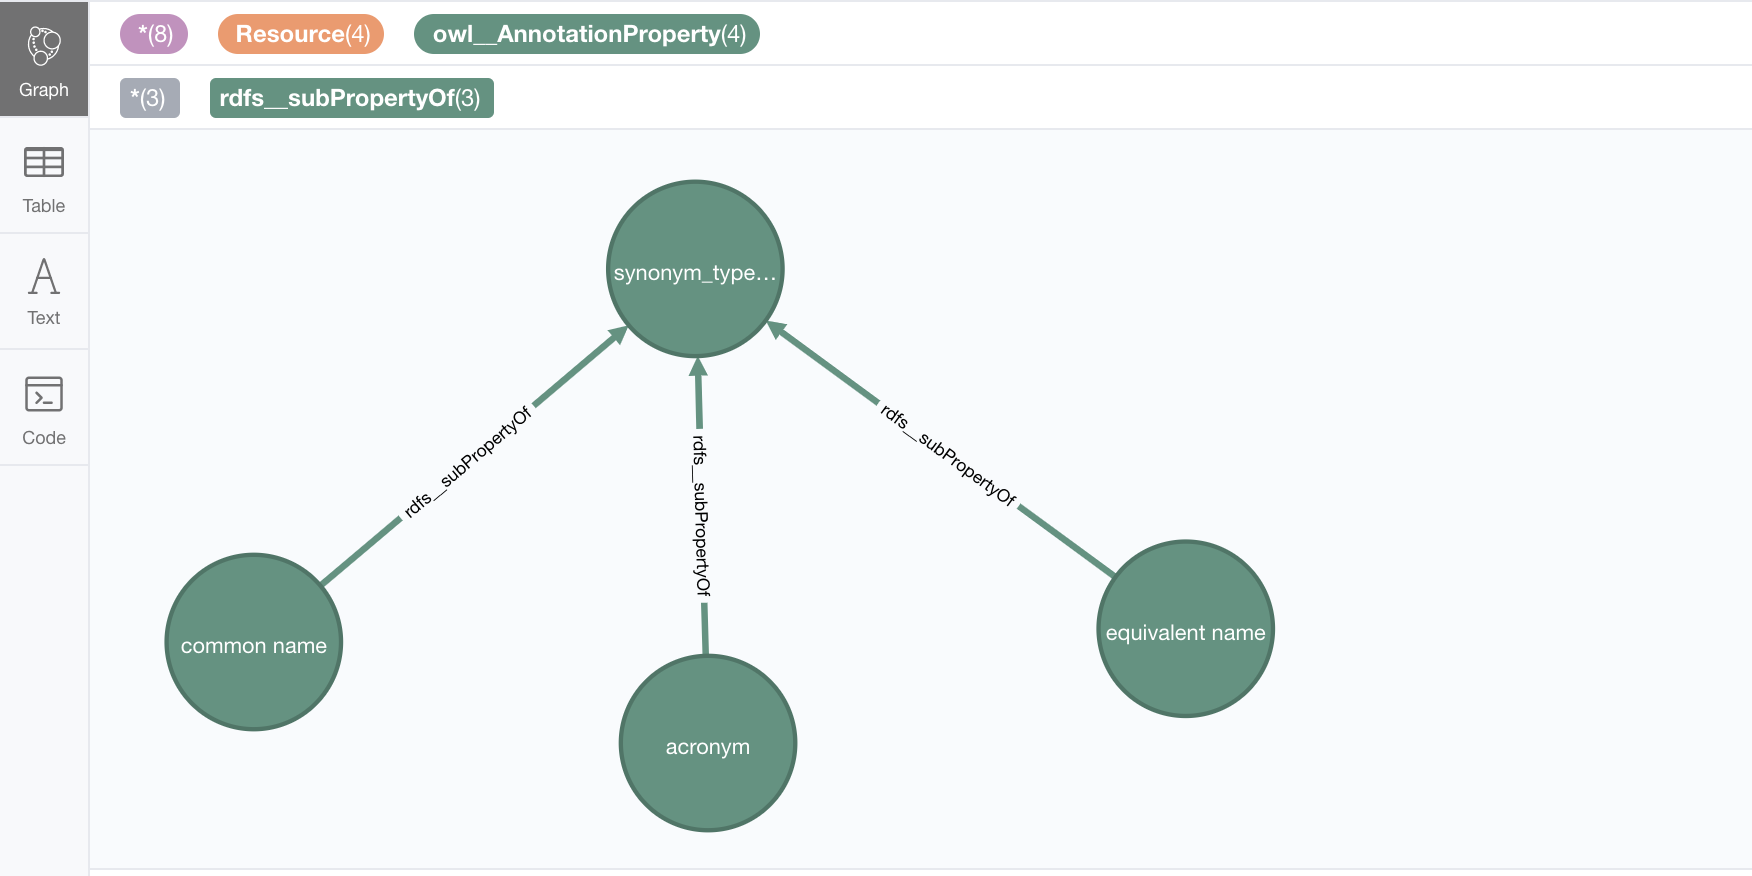 *(8) Resource(4) owl__AnnotationProperty(4)
*(3) rdfs__subPropertyOf(3)
Graph
Table
Text
Code
synonym_type...
rdfs__subPropertyOf
rdfs__subPropertyOf
rdfs__subPropertyOf
common name
acronym
equivalent name